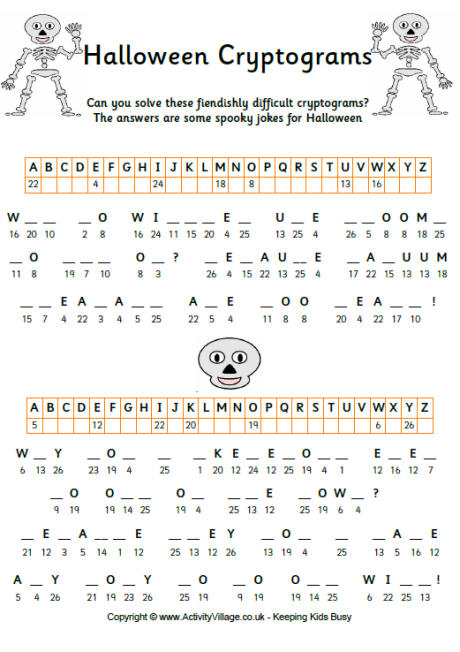 Halloween Cryptograms
Can you solve these fiendishly difficult cryptograms?
The answers are some spooky jokes for Halloween
A B C D E F G H I J K L M N O P Q R S T U V W X Y Z
22 4 24 18 8 13 16
W _ _ _ O W I _ _ _ _ E _ U _ E _ _ O O M _
16 20 10 2 8 16 24 11 15 20 4 25 13 25 4 26 5 8 8 18 25
_ O _ _ _ O _ ? _ E _ A U _ E _ A _ U U M
11 8 19 7 10 8 3 26 4 15 22 13 25 4 17 22 15 13 13 18
_ _ E A _ A _ _ A _ E _ O O _ E A _ _ !
15 7 4 22 3 4 5 25 22 5 4 11 8 8 20 4 22 17 10
A B C D E F G H I J K L M N O P Q R S T U V W X Y Z
5 12 22 20 19 6 26
W _ Y _ O _ _ _ K E _ E _ O _ _ E _ E _
6 13 26 23 19 4 25 1 20 12 24 12 25 19 4 1 12 16 12 7
_ O _ O _ _ O _ _ _ E _ O W _ ?
9 19 19 14 25 19 4 25 13 12 25 19 6 4
_ E _ A _ _ E _ _ E Y _ O _ _ _ A _ E
21 12 3 5 14 1 12 25 13 12 26 13 19 4 25 13 5 16 12
A _ Y _ O _ Y _ O _ O O _ _ W I _ _ !
5 4 26 21 19 23 26 25 19 9 19 19 14 25 6 22 25 13
Copyright © www.ActivityVillage.co.uk - Keeping Kids Busy